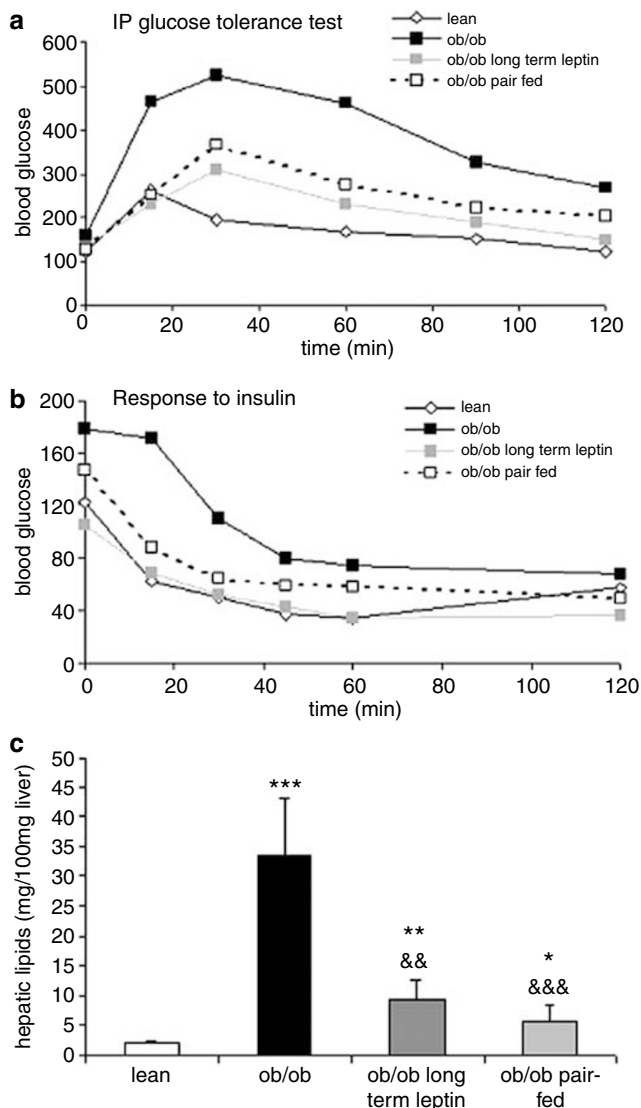 a IP glucose tolerance test
lean
ob/ob
ob/ob long term leptin
ob/ob pair fed
blood glucose
600
500
400
300
200
100
0
0 20 40 60 80 100 120
time (min)
b Response to insulin
lean
ob/ob
ob/ob long term leptin
ob/ob pair fed
blood glucose
200
160
120
80
40
0
0 20 40 60 80 100 120
time (min)
c
hepatic lipids (mg/100mg liver)
50
45
40
35
30
25
20
15
10
5
0
***
**
&&
*
&&&
lean ob/ob ob/ob long ob/ob pair-
term leptin fed